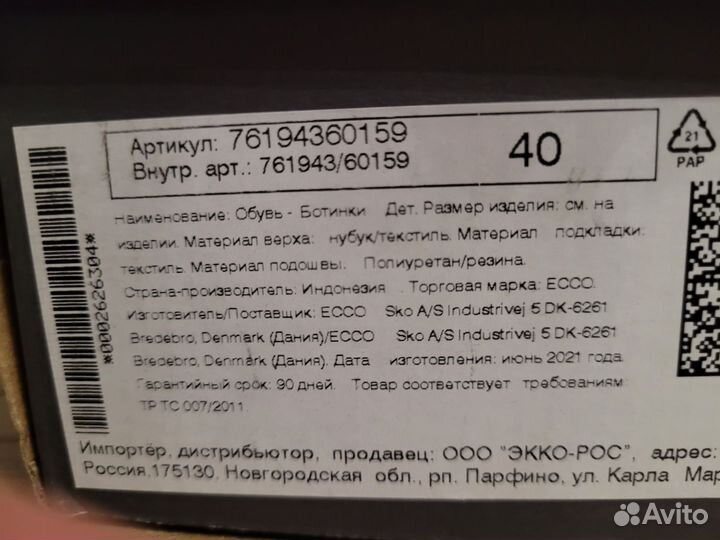 Артикул: 76194360159
Внутр. арт.: 761943/60159
40
21
PAP
*0002626304*
Наименование: Обувь - Ботинки Дет. Размер изделия: см. на
изделии. Материал верха: нубук/текстиль. Материал подкладки:
текстиль. Материал подошвы: Полиуретан/резина.
Страна-производитель: Индонезия . Торговая марка: ECCO.
Изготовитель/Поставщик: ECCO Sko A/S Industrivej 5 DK-6261
Bredebro, Denmark (Дания)/ECCO Sko A/S Industrivej 5 DK-6261
Bredebro, Denmark (Дания). Дата изготовления: июнь 2021 года.
Гарантийный срок: 90 дней. Товар соответствует требованиям:
ТР ТС 007/2011.
Импортёр, дистрибьютор, продавец: ООО "ЭККО-РОС", адрес:
Россия,175130, Новгородская обл., рп. Парфино, ул. Карла Мар
Avito